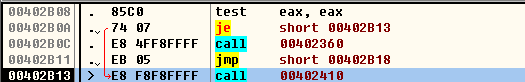 00402B08 . 85C0 test eax, eax
00402B0A . 74 07 je short 00402B13
00402B0C . E8 4FF8FFFF call 00402360
00402B11 . EB 05 jmp short 00402B18
00402B13 > E8 F8F8FFFF call 00402410